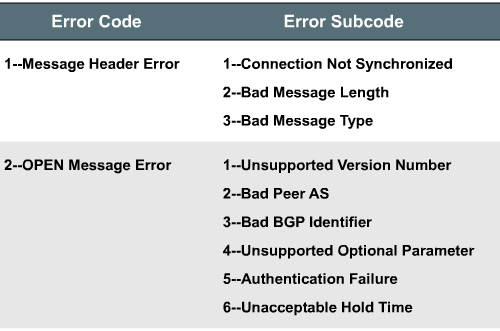 Error Code Error Subcode
1--Message Header Error 1--Connection Not Synchronized
2--Bad Message Length
3--Bad Message Type
2--OPEN Message Error 1--Unsupported Version Number
2--Bad Peer AS
3--Bad BGP Identifier
4--Unsupported Optional Parameter
5--Authentication Failure
6--Unacceptable Hold Time